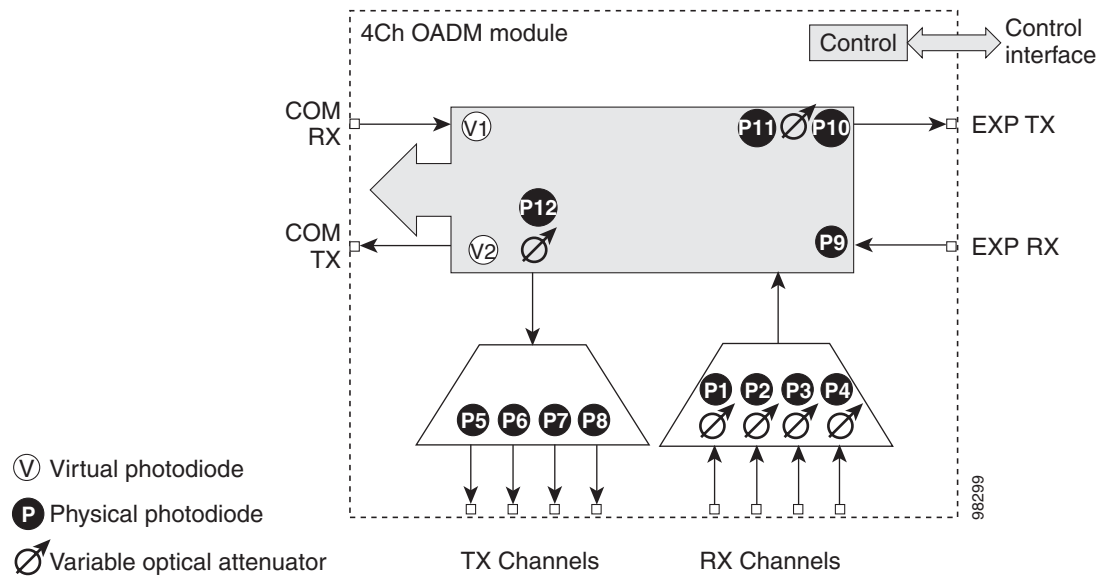 4Ch OADM module
Control
Control
interface
COM
RX
V1
P11
P10
EXP TX
P12
COM
TX
V2
P9
EXP RX
P1
P2
P3
P4
P5
P6
P7
P8
V Virtual photodiode
P Physical photodiode
Variable optical attenuator
TX Channels
RX Channels
98299